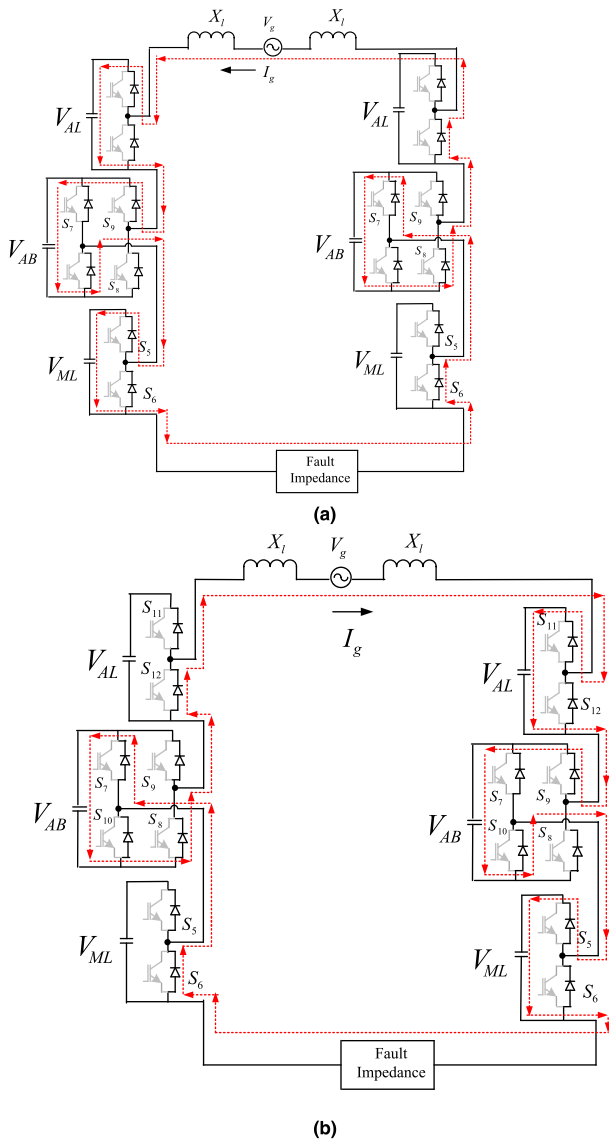 X_l V_g X_l
I_g
V_AL V_AL
S_7 S_9 S_7 S_9
V_AB V_AB
S_8 S_8
V_ML S_5 V_ML S_5
S_6 S_6
Fault
Impedance
(a)
X_l V_g X_l
I_g
S_11 S_11
V_AL S_12 V_AL S_12
S_7 S_9 S_7 S_9
V_AB S_10 S_8 V_AB S_10 S_8
V_ML S_5 V_ML S_5
S_6 S_6
Fault
Impedance
(b)